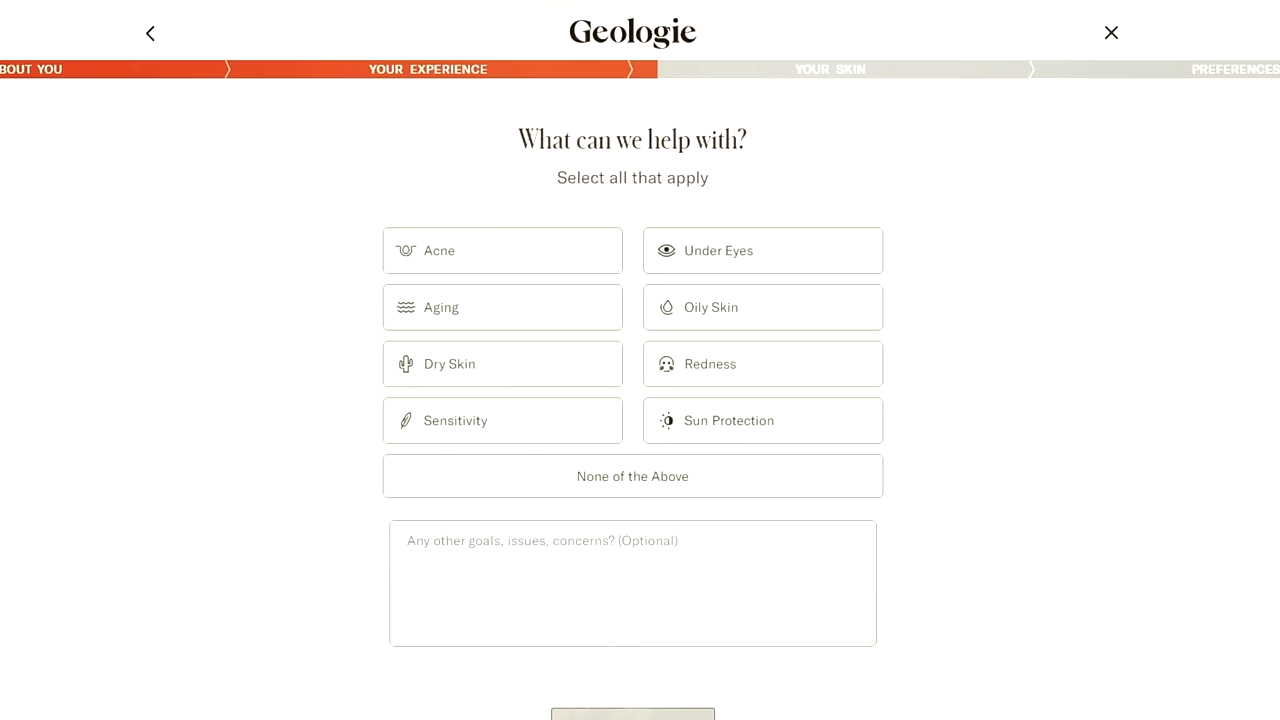 Geologie
BOUT YOU
YOUR EXPERIENCE
YOUR SKIN
PREFERENCES
What can we help with?
Select all that apply
Acne
Under Eyes
Aging
Oily Skin
Dry Skin
Redness
Sensitivity
Sun Protection
None of the Above
Any other goals, issues, concerns? (Optional)